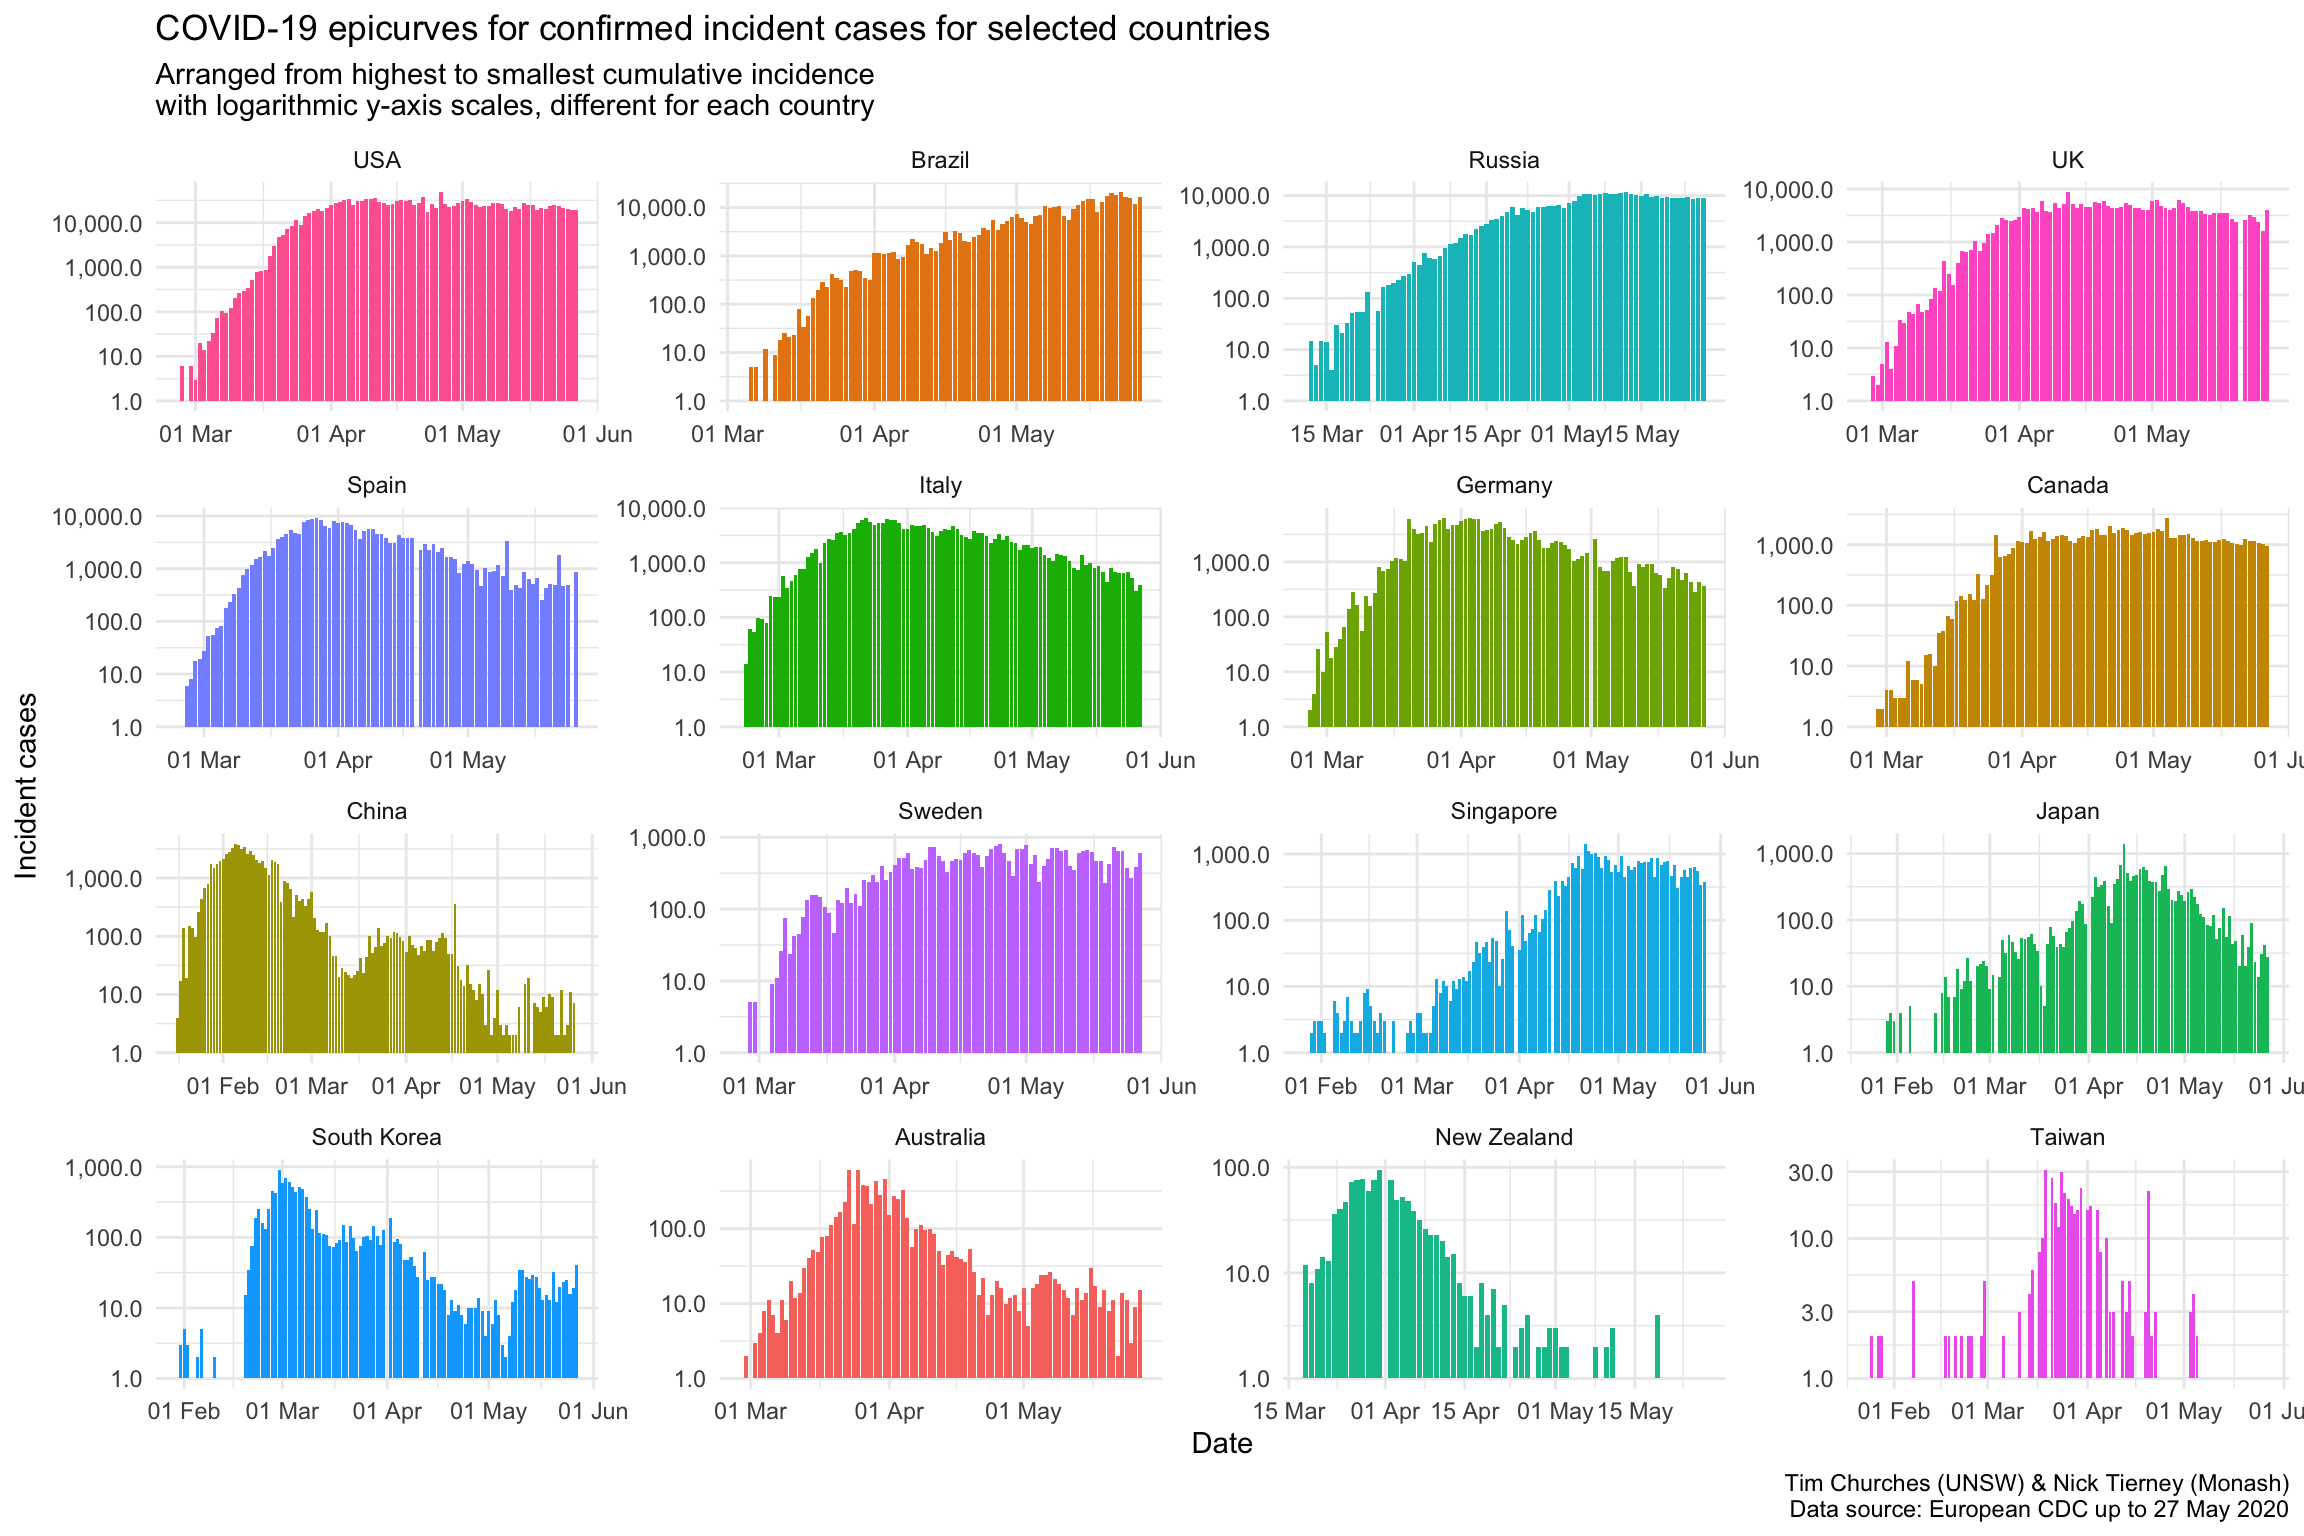 COVID-19 epicurves for confirmed incident cases for selected countries
Arranged from highest to smallest cumulative incidence
with logarithmic y-axis scales, different for each country
USA
10,000.0
1,000.0
100.0
10.0
1.0
01 Mar 01 Apr 01 May 01 Jun
Brazil
10,000.0
1,000.0
100.0
10.0
1.0
01 Mar 01 Apr 01 May
Russia
10,000.0
1,000.0
100.0
10.0
1.0
15 Mar 01 Apr 15 Apr 01 May 15 May
UK
10,000.0
1,000.0
100.0
10.0
1.0
01 Mar 01 Apr 01 May
Spain
10,000.0
1,000.0
100.0
10.0
1.0
01 Mar 01 Apr 01 May
Italy
10,000.0
1,000.0
100.0
10.0
1.0
01 Mar 01 Apr 01 May 01 Jun
Germany
1,000.0
100.0
10.0
1.0
01 Mar 01 Apr 01 May 01 Jun
Canada
1,000.0
100.0
10.0
1.0
01 Mar 01 Apr 01 May 01 Ju
China
1,000.0
100.0
10.0
1.0
01 Feb 01 Mar 01 Apr 01 May 01 Jun
Sweden
1,000.0
100.0
10.0
1.0
01 Mar 01 Apr 01 May 01 Jun
Singapore
1,000.0
100.0
10.0
1.0
01 Feb 01 Mar 01 Apr 01 May 01 Jun
Japan
1,000.0
100.0
10.0
1.0
01 Feb 01 Mar 01 Apr 01 May 01 Ju
South Korea
1,000.0
100.0
10.0
1.0
01 Feb 01 Mar 01 Apr 01 May 01 Jun
Australia
100.0
10.0
1.0
01 Mar 01 Apr 01 May
New Zealand
100.0
10.0
1.0
15 Mar 01 Apr 15 Apr 01 May 15 May
Taiwan
30.0
10.0
3.0
1.0
01 Feb 01 Mar 01 Apr 01 May 01 Ju
Incident cases
Date
Tim Churches (UNSW) & Nick Tierney (Monash)
Data source: European CDC up to 27 May 2020